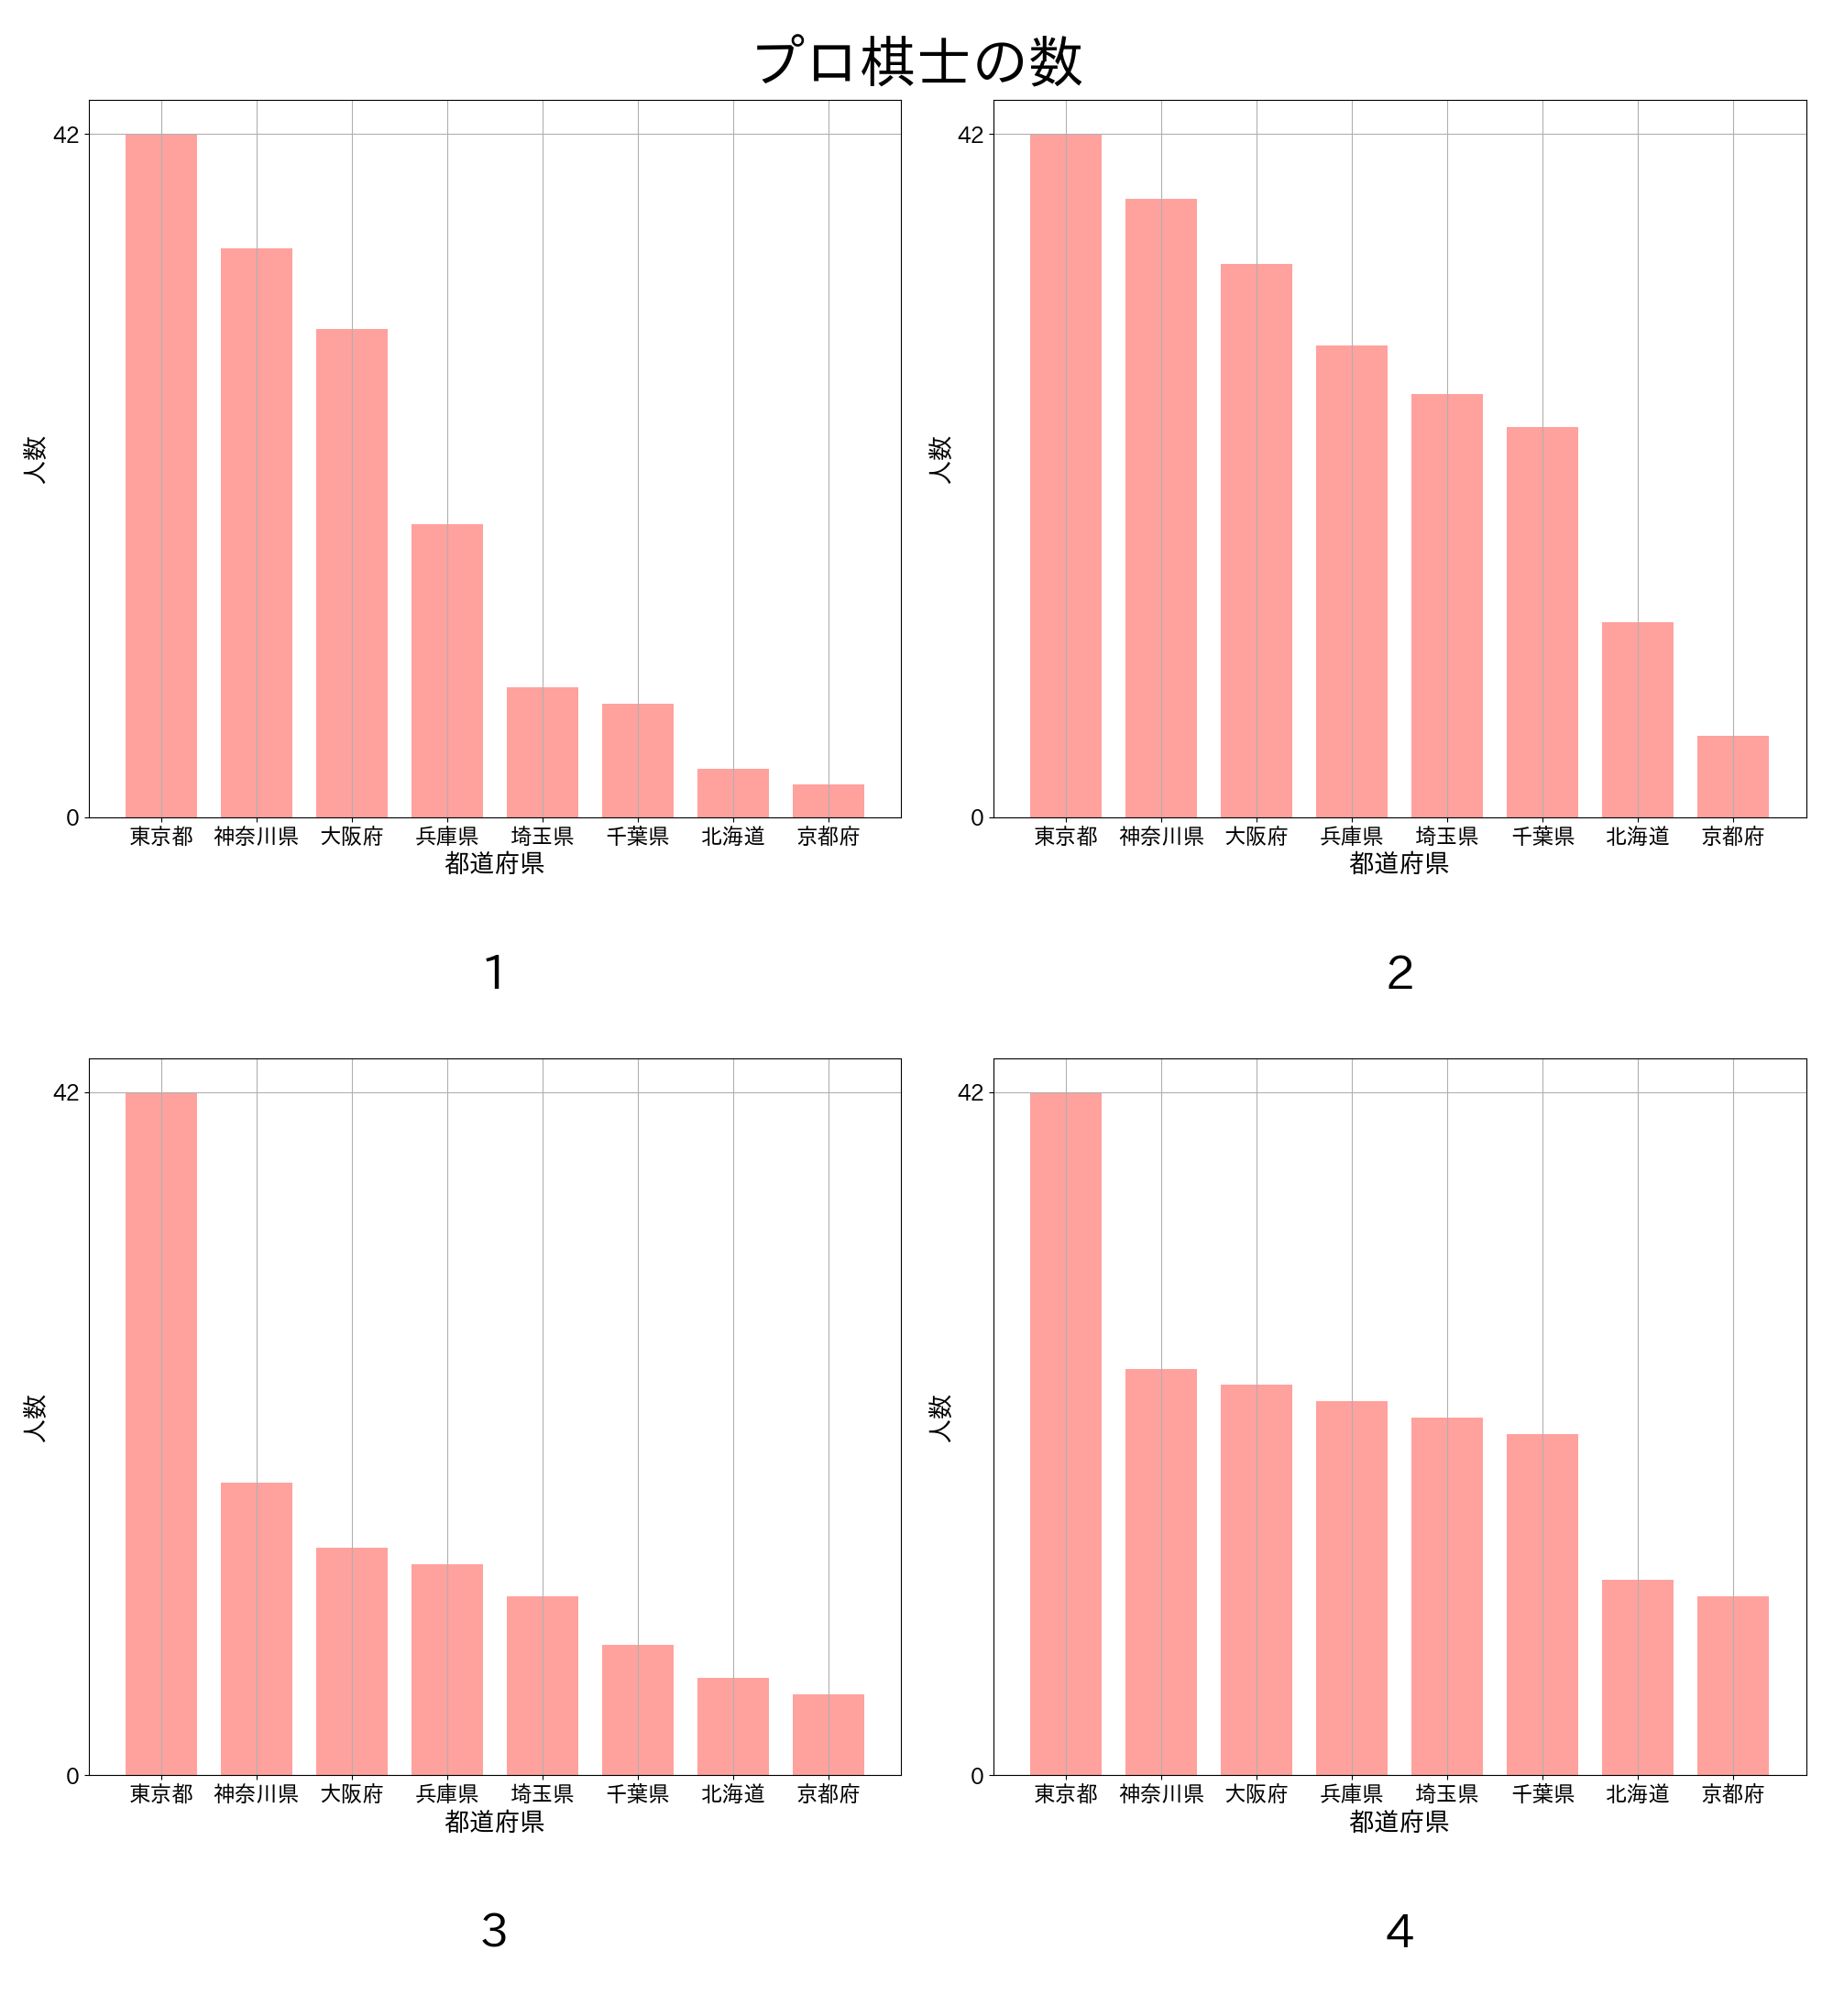 プロ棋士の数
42
0
人数
東京都 神奈川県 大阪府 兵庫県 埼玉県 千葉県 北海道 京都府
都道府県
1
42
0
人数
東京都 神奈川県 大阪府 兵庫県 埼玉県 千葉県 北海道 京都府
都道府県
2
42
0
人数
東京都 神奈川県 大阪府 兵庫県 埼玉県 千葉県 北海道 京都府
都道府県
3
42
0
人数
東京都 神奈川県 大阪府 兵庫県 埼玉県 千葉県 北海道 京都府
都道府県
4